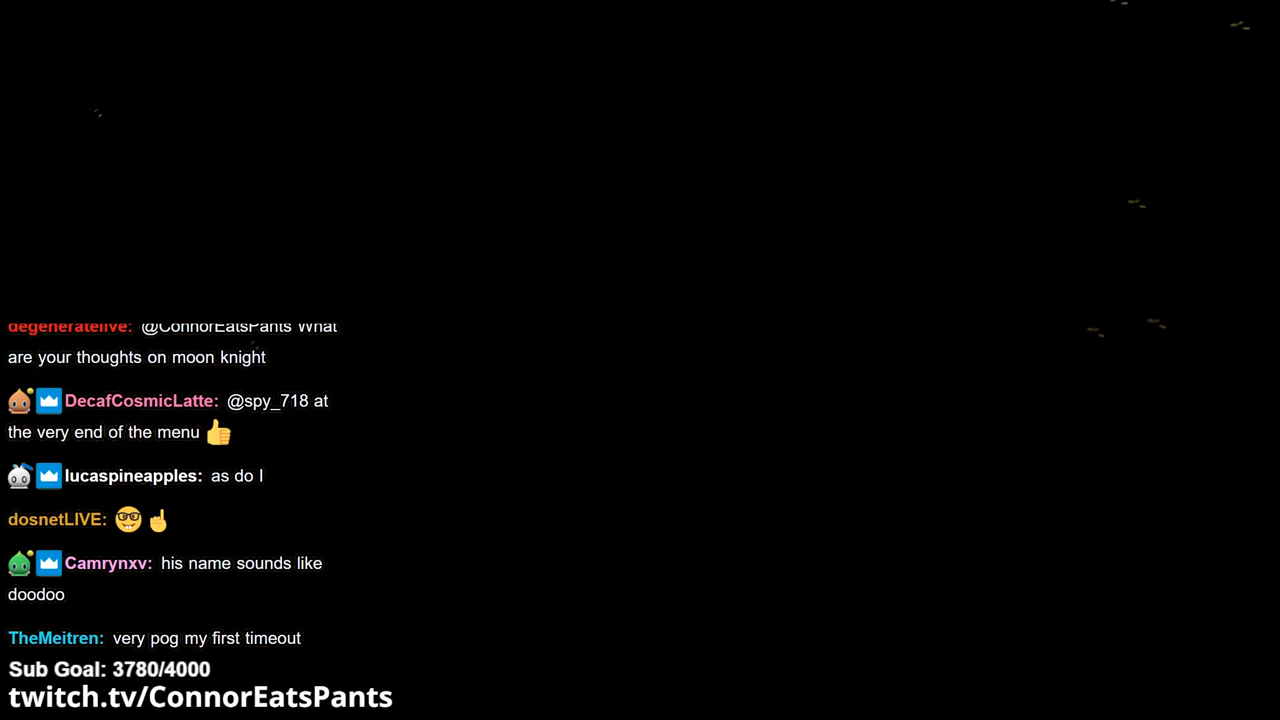 degeneratelive: @ConnorEatsPants What
are your thoughts on moon knight
DecafCosmicLatte: @spy_718 at
the very end of the menu 👍
lucaspineapples: as do I
dosnetLIVE: 🤓 ☝
Camrynxv: his name sounds like
doodoo
TheMeitren: very pog my first timeout
Sub Goal: 3780/4000
twitch.tv/ConnorEatsPants